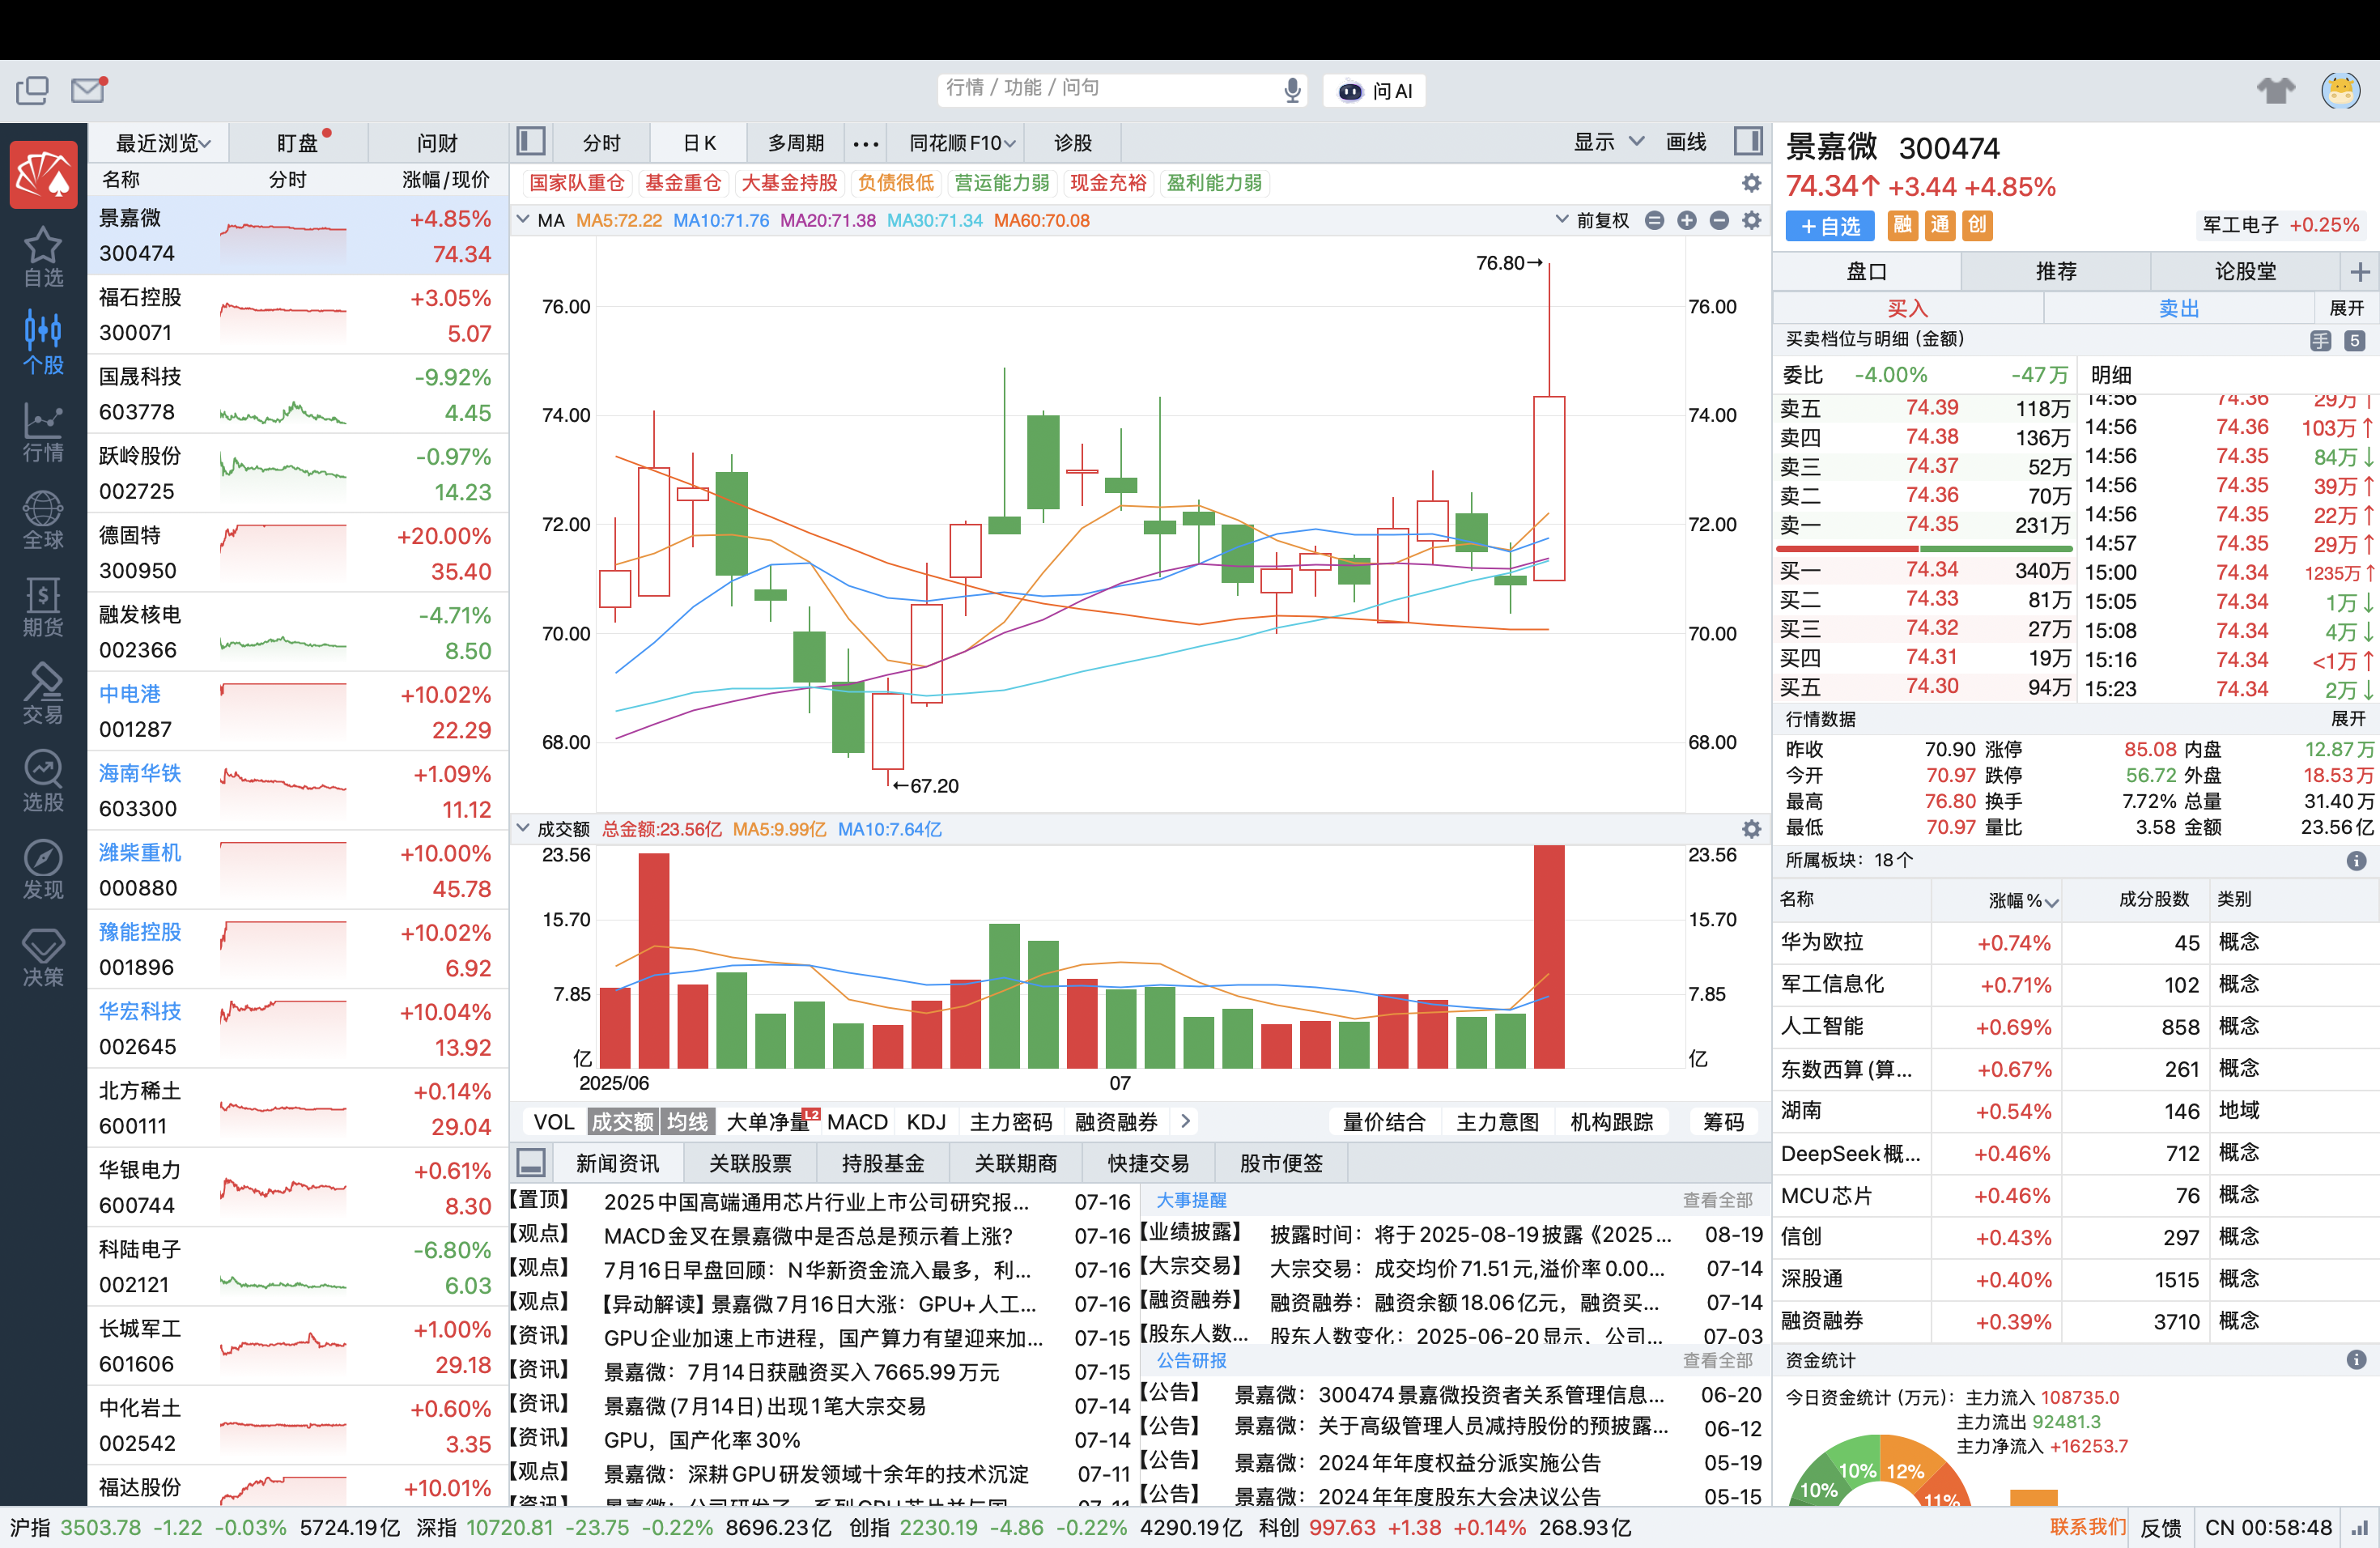 行情 / 功能 / 问句
问AI
自选
个股
行情
全球
期货
交易
选股
发现
决策
最近浏览 盯盘 问财
名称 分时 涨幅/现价
景嘉微 +4.85%
300474 74.34
福石控股 +3.05%
300071 5.07
国晟科技 -9.92%
603778 4.45
跃岭股份 -0.97%
002725 14.23
德固特 +20.00%
300950 35.40
融发核电 -4.71%
002366 8.50
中电港 +10.02%
001287 22.29
海南华铁 +1.09%
603300 11.12
潍柴重机 +10.00%
000880 45.78
豫能控股 +10.02%
001896 6.92
华宏科技 +10.04%
002645 13.92
北方稀土 +0.14%
600111 29.04
华银电力 +0.61%
600744 8.30
科陆电子 -6.80%
002121 6.03
长城军工 +1.00%
601606 29.18
中化岩土 +0.60%
002542 3.35
福达股份 +10.01%
分时 日K 多周期 ••• 同花顺F10 诊股 显示 画线
国家队重仓 基金重仓 大基金持股 负债很低 营运能力弱 现金充裕 盈利能力弱
MA MA5:72.22 MA10:71.76 MA20:71.38 MA30:71.34 MA60:70.08 前复权
76.80→
76.00 76.00
74.00 74.00
72.00 72.00
70.00 70.00
68.00 68.00
←67.20
成交额 总金额:23.56亿 MA5:9.99亿 MA10:7.64亿
23.56 23.56
15.70 15.70
7.85 7.85
亿 亿
2025/06 07
VOL 成交额 均线 大单净量 L2 MACD KDJ 主力密码 融资融券 量价结合 主力意图 机构跟踪 筹码
新闻资讯 关联股票 持股基金 关联期商 快捷交易 股市便签
【置顶】 2025中国高端通用芯片行业上市公司研究报... 07-16
【观点】 MACD金叉在景嘉微中是否总是预示着上涨? 07-16
【观点】 7月16日早盘回顾：N华新资金流入最多，利... 07-16
【观点】 【异动解读】景嘉微7月16日大涨：GPU+人工... 07-16
【资讯】 GPU企业加速上市进程，国产算力有望迎来加... 07-15
【资讯】 景嘉微：7月14日获融资买入7665.99万元 07-15
【资讯】 景嘉微(7月14日)出现1笔大宗交易 07-14
【资讯】 GPU，国产化率30% 07-14
【观点】 景嘉微：深耕GPU研发领域十余年的技术沉淀 07-11
大事提醒 查看全部
【业绩披露】 披露时间：将于2025-08-19披露《2025... 08-19
【大宗交易】 大宗交易：成交均价71.51元,溢价率0.00... 07-14
【融资融券】 融资融券：融资余额18.06亿元，融资买... 07-14
【股东人数... 股东人数变化：2025-06-20显示，公司... 07-03
公告研报 查看全部
【公告】 景嘉微：300474景嘉微投资者关系管理信息... 06-20
【公告】 景嘉微：关于高级管理人员减持股份的预披露... 06-12
【公告】 景嘉微：2024年年度权益分派实施公告 05-19
【公告】 景嘉微：2024年年度股东大会决议公告 05-15
景嘉微 300474
74.34↑ +3.44 +4.85%
+自选 融 通 创 军工电子 +0.25%
盘口 推荐 论股堂 +
买入 卖出 展开
买卖档位与明细 (金额) 手 5
委比 -4.00% -47万 明细
卖五 74.39 118万
卖四 74.38 136万
卖三 74.37 52万
卖二 74.36 70万
卖一 74.35 231万
买一 74.34 340万
买二 74.33 81万
买三 74.32 27万
买四 74.31 19万
买五 74.30 94万
14:56 74.36 29万↑
14:56 74.36 103万↑
14:56 74.35 84万↓
14:56 74.35 39万↑
14:56 74.35 22万↑
14:57 74.35 29万↑
15:00 74.34 1235万↑
15:05 74.34 1万↓
15:08 74.34 4万↓
15:16 74.34 <1万↑
15:23 74.34 2万↓
行情数据 展开
昨收 70.90 涨停 85.08 内盘 12.87万
今开 70.97 跌停 56.72 外盘 18.53万
最高 76.80 换手 7.72% 总量 31.40万
最低 70.97 量比 3.58 金额 23.56亿
所属板块：18个
名称 涨幅% 成分股数 类别
华为欧拉 +0.74% 45 概念
军工信息化 +0.71% 102 概念
人工智能 +0.69% 858 概念
东数西算(算... +0.67% 261 概念
湖南 +0.54% 146 地域
DeepSeek概... +0.46% 712 概念
MCU芯片 +0.46% 76 概念
信创 +0.43% 297 概念
深股通 +0.40% 1515 概念
融资融券 +0.39% 3710 概念
资金统计
今日资金统计 (万元)：主力流入 108735.0
主力流出 92481.3
主力净流入 +16253.7
10% 10% 12% 11%
沪指 3503.78 -1.22 -0.03% 5724.19亿 深指 10720.81 -23.75 -0.22% 8696.23亿 创指 2230.19 -4.86 -0.22% 4290.19亿 科创 997.63 +1.38 +0.14% 268.93亿 联系我们 反馈 CN 00:58:48